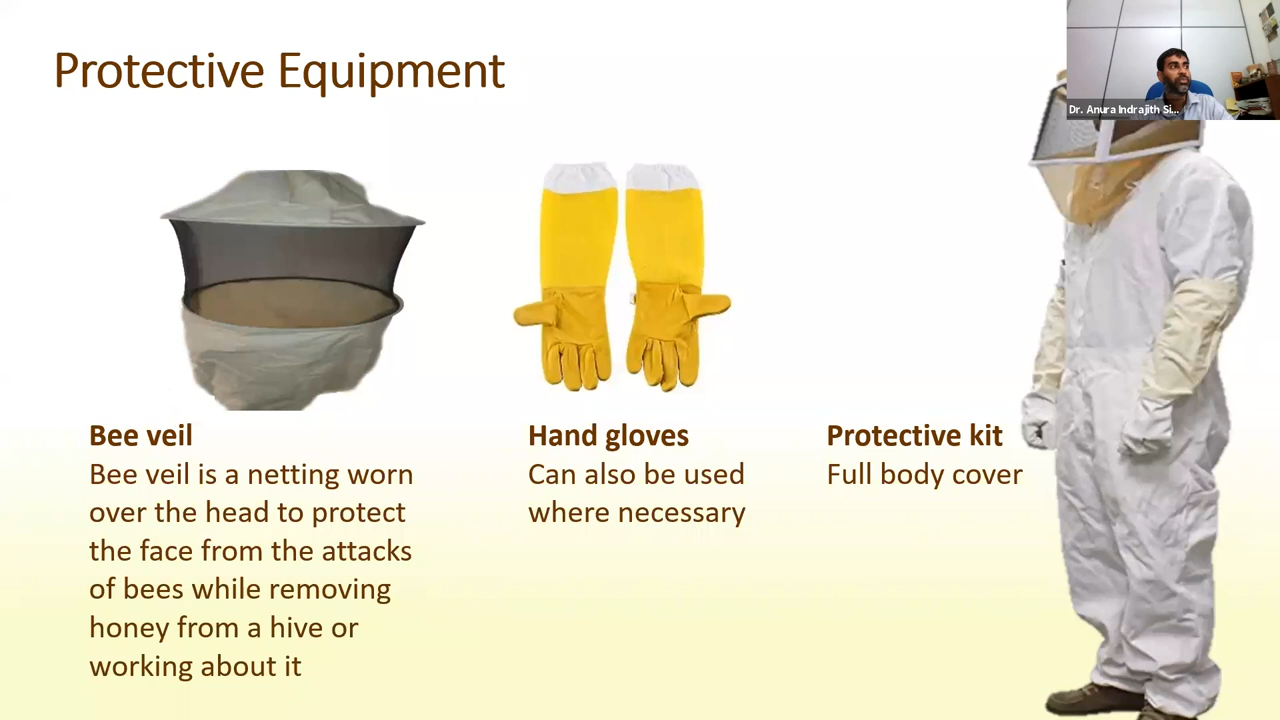 Protective Equipment
Dr. Anura Indrajith Si...
Bee veil
Bee veil is a netting worn
over the head to protect
the face from the attacks
of bees while removing
honey from a hive or
working about it
Hand gloves
Can also be used
where necessary
Protective kit
Full body cover